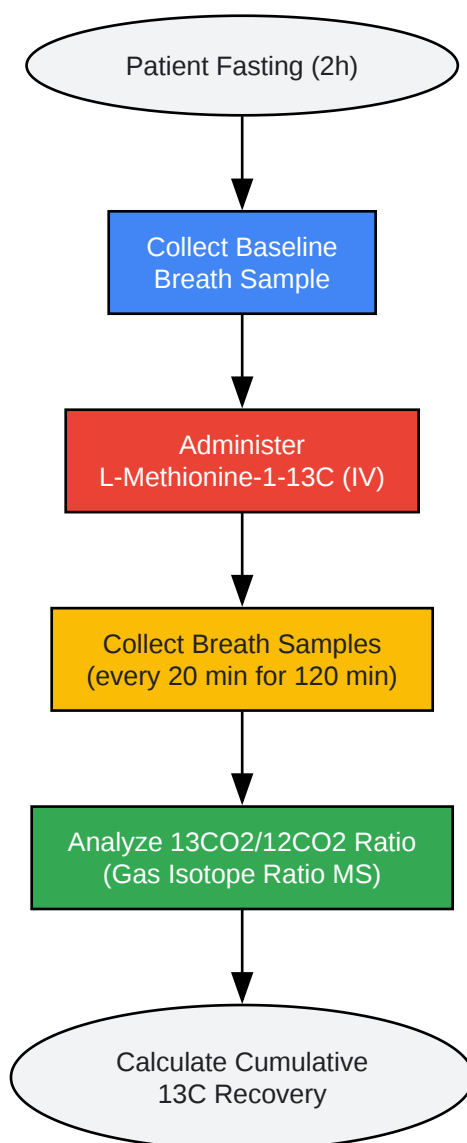 Patient Fasting (2h)
Collect Baseline
Breath Sample
Administer
L-Methionine-1-13C (IV)
Collect Breath Samples
(every 20 min for 120 min)
Analyze 13CO2/12CO2 Ratio
(Gas Isotope Ratio MS)
Calculate Cumulative
13C Recovery